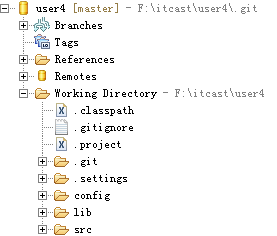 user4 [master] - F:\itcast\user4\.git
Branches
Tags
References
Remotes
Working Directory - F:\itcast\user4
.classpath
.gitignore
.project
.git
.settings
config
lib
src